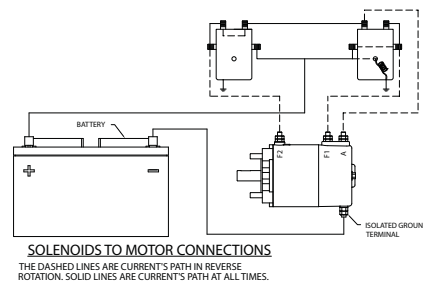 BATTERY
F2
F1
A
+
−
ISOLATED GROUN
TERMINAL
SOLENOIDS TO MOTOR CONNECTIONS
THE DASHED LINES ARE CURRENT'S PATH IN REVERSE
ROTATION. SOLID LINES ARE CURRENT'S PATH AT ALL TIMES.